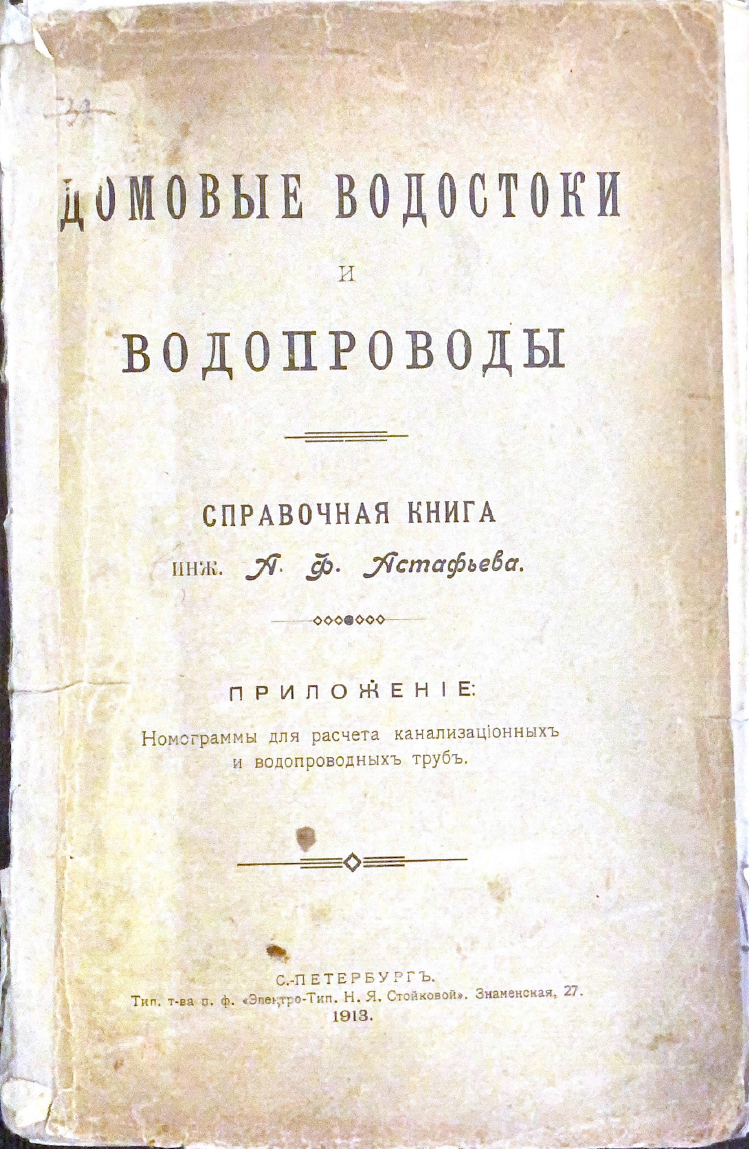 ДОМОВЫЕ ВОДОСТОКИ
И
ВОДОПРОВОДЫ
СПРАВОЧНАЯ КНИГА
инж. А. Ф. Астафьева.
ПРИЛОЖЕНІЕ:
Номограммы для расчета канализаціонныхъ
и водопроводныхъ трубъ.
С.-ПЕТЕРБУРГЪ.
Тип. т-ва п. ф. «Электро-Тип. Н. Я. Стойковой». Знаменская, 27.
1913.